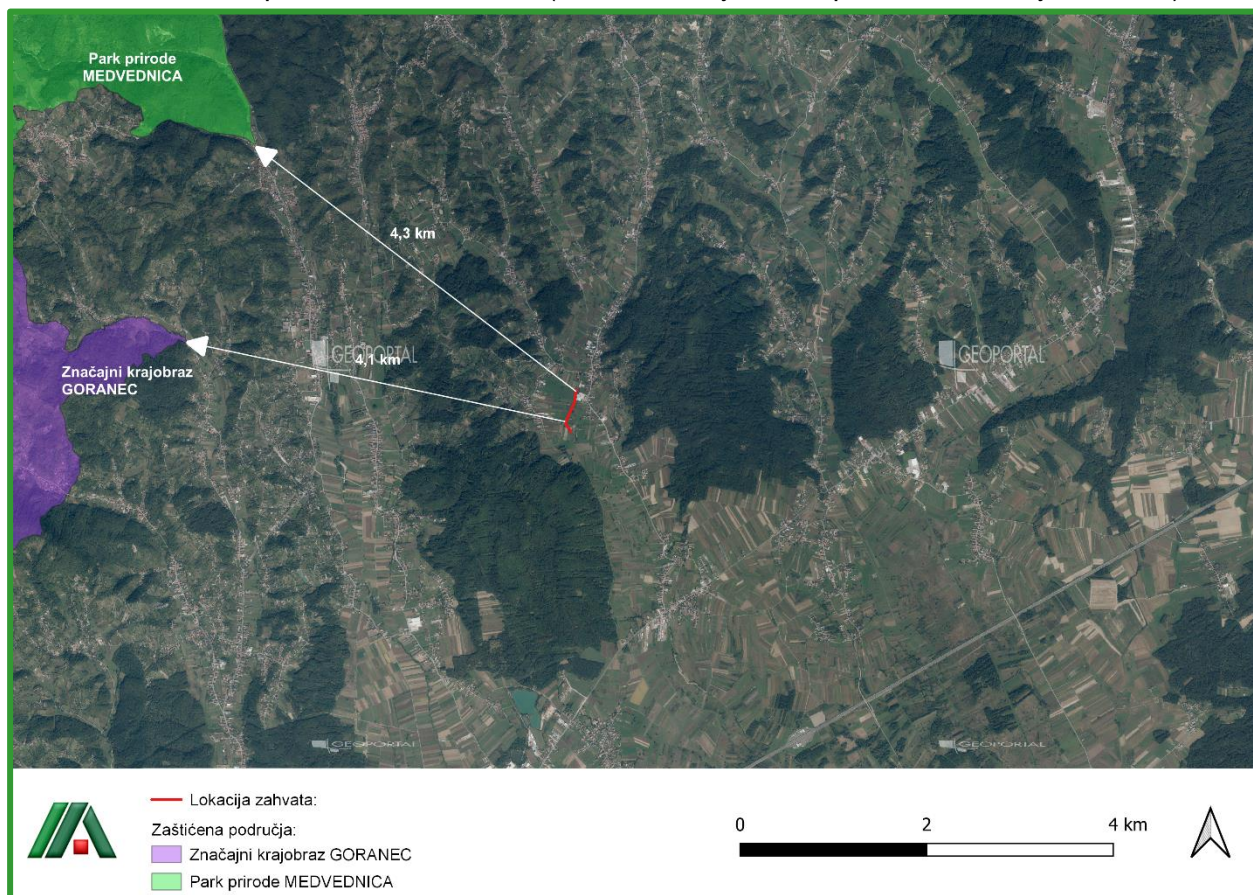 Park prirode
MEDVEDNICA
4,3 km
GEOPORTAL
GEOPORTAL
4,1 km
Značajni krajobraz
GORANEC
GEOPORTAL
GEOPORTAL
Lokacija zahvata:
Zaštićena područja:
Značajni krajobraz GORANEC
Park prirode MEDVEDNICA
0 2 4 km